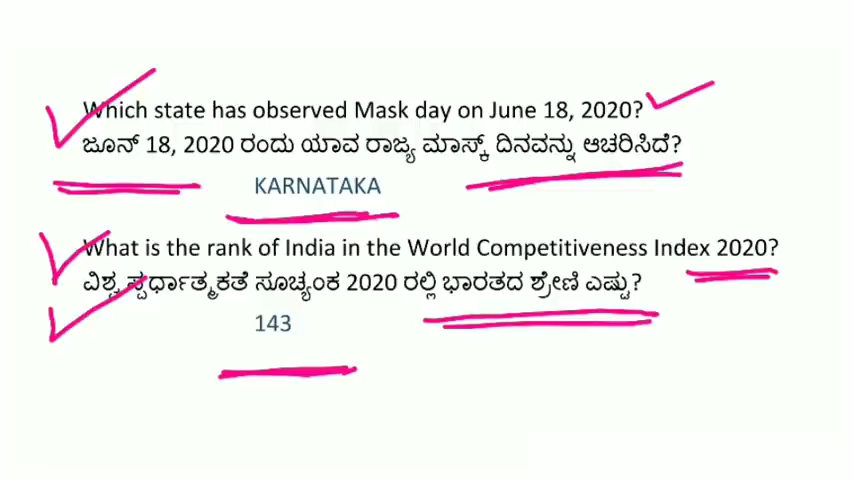 Which state has observed Mask day on June 18, 2020?
ಜೂನ್ 18, 2020 ರಂದು ಯಾವ ರಾಜ್ಯ ಮಾಸ್ಕ್ ದಿನವನ್ನು ಆಚರಿಸಿದೆ?
KARNATAKA
What is the rank of India in the World Competitiveness Index 2020?
ವಿಶ್ವ ಸ್ಪರ್ಧಾತ್ಮಕತೆ ಸೂಚ್ಯಂಕ 2020 ರಲ್ಲಿ ಭಾರತದ ಶ್ರೇಣಿ ಎಷ್ಟು?
143